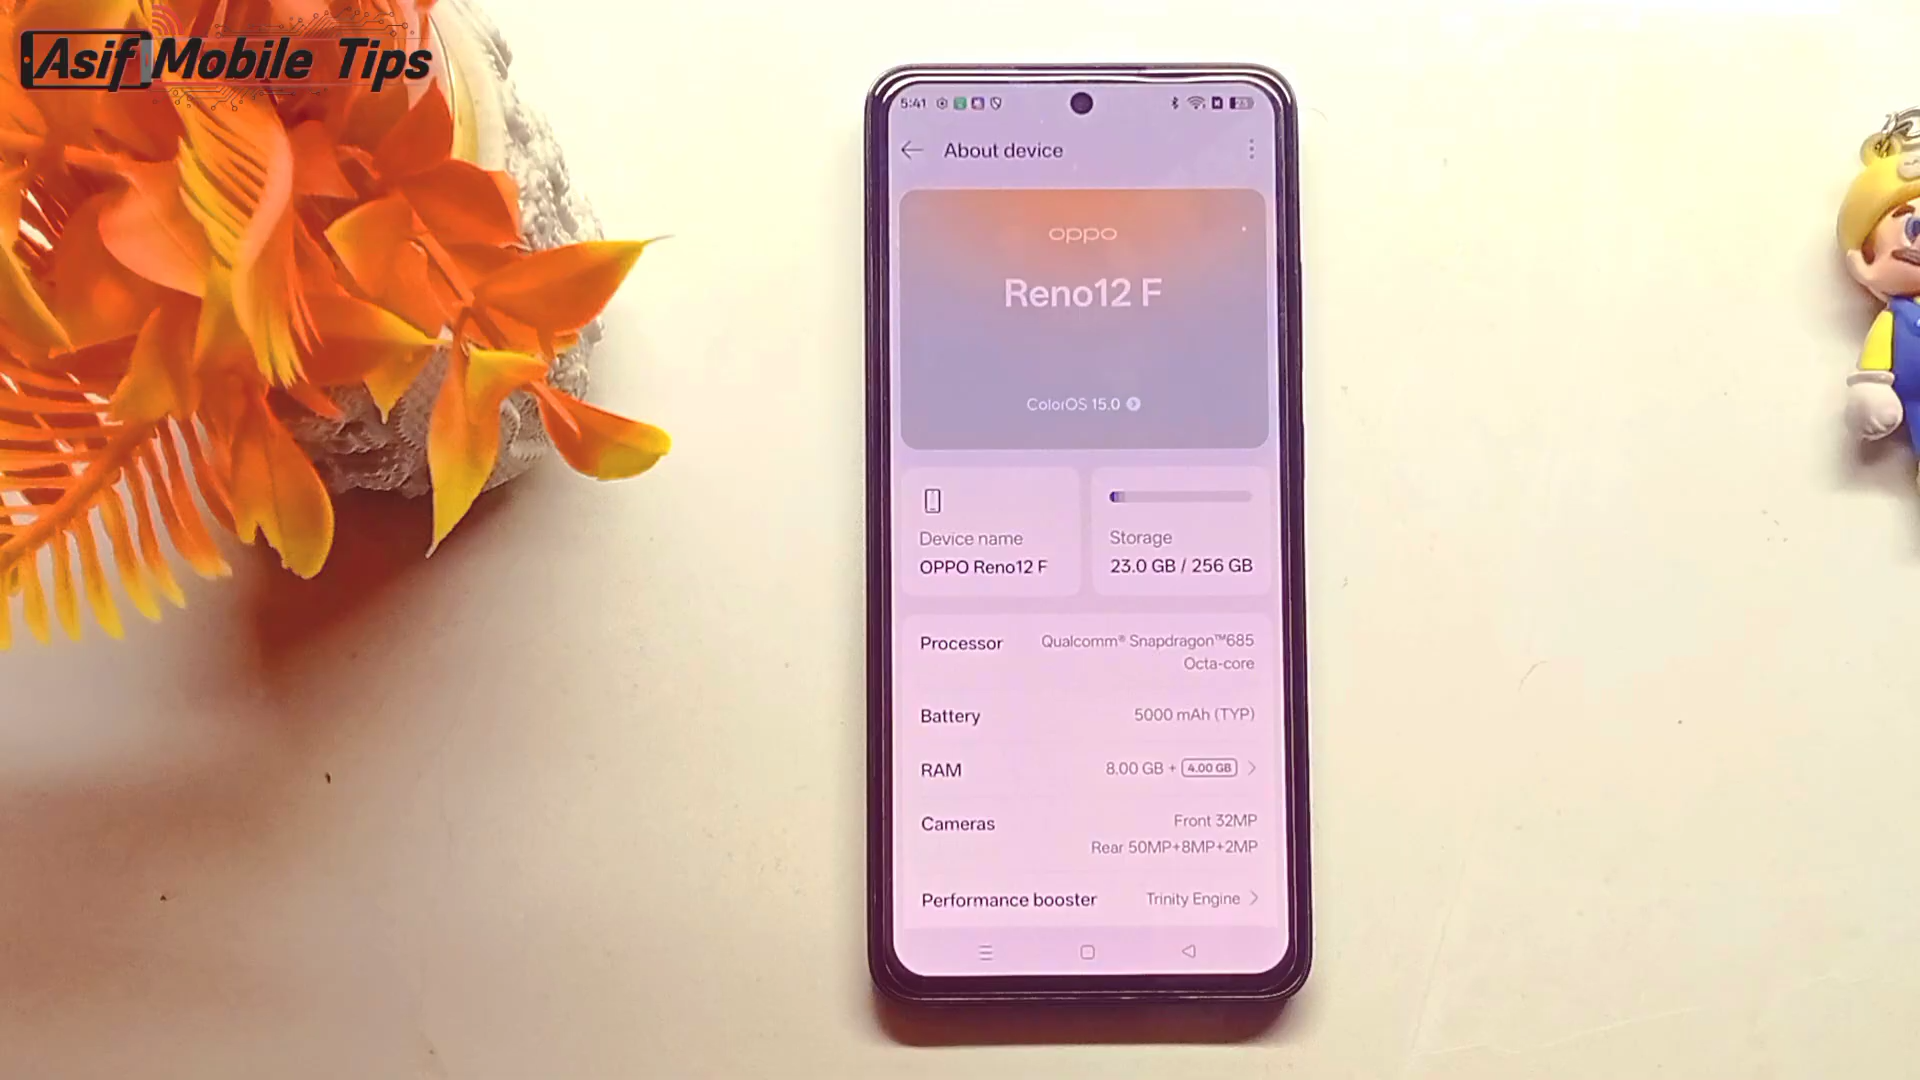 Asif Mobile Tips
5:41
About device
oppo
Reno12 F
ColorOS 15.0
Device name
OPPO Reno12 F
Storage
23.0 GB / 256 GB
Processor
Qualcomm® Snapdragon™685
Octa-core
Battery
5000 mAh (TYP)
RAM
8.00 GB + 4.00 GB
Cameras
Front 32MP
Rear 50MP+8MP+2MP
Performance booster
Trinity Engine